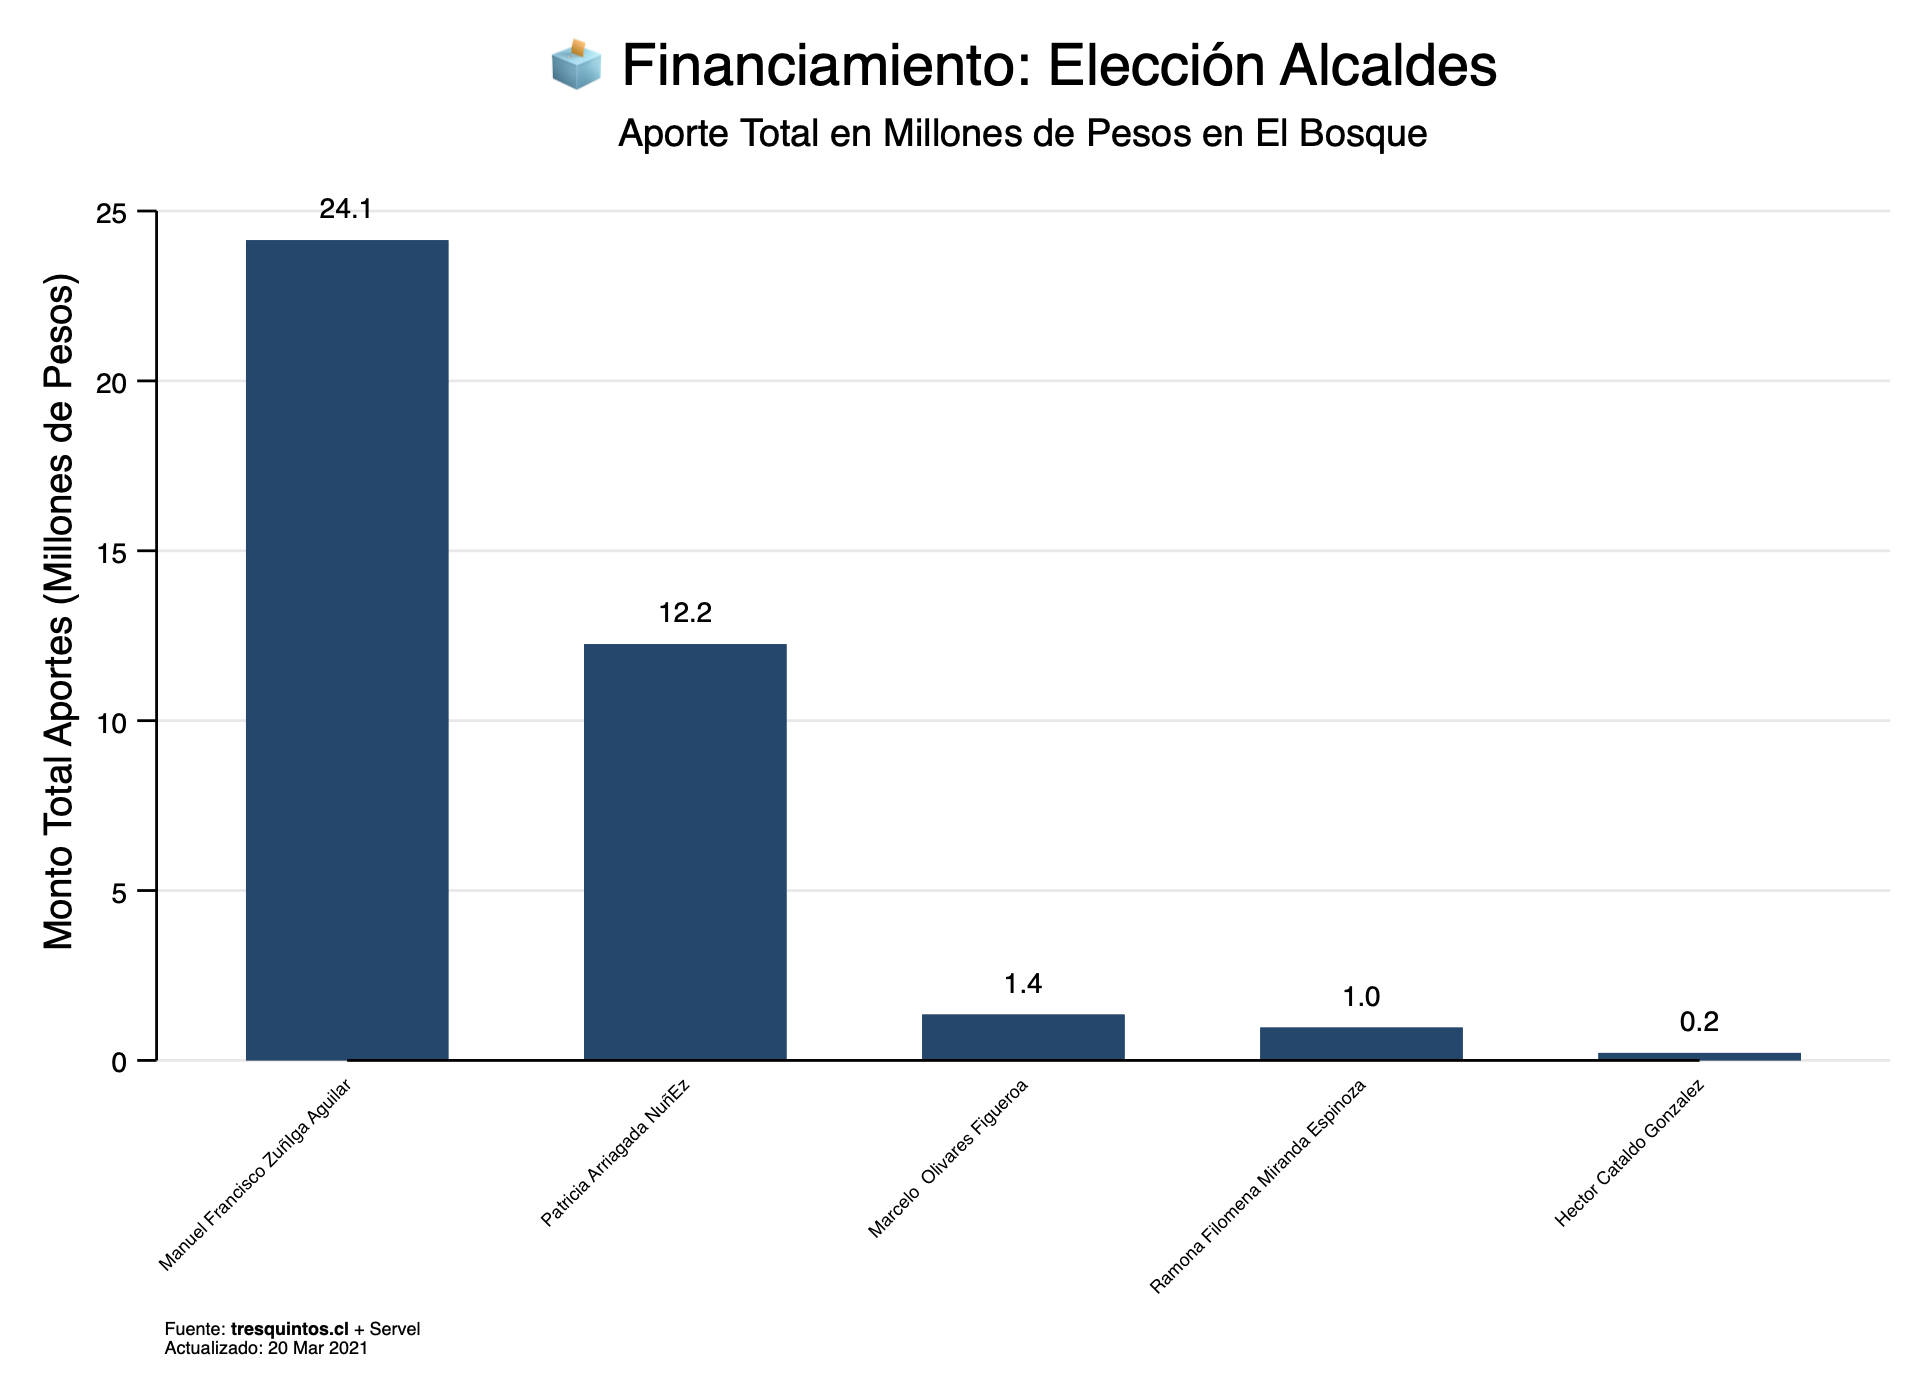 Financiamiento: Elección Alcaldes
Aporte Total en Millones de Pesos en El Bosque
Monto Total Aportes (Millones de Pesos)
25
20
15
10
5
0
24.1
12.2
1.4
1.0
0.2
Manuel Francisco ZuñIga Aguilar
Patricia Arriagada NuñEz
Marcelo  Olivares Figueroa
Ramona Filomena Miranda Espinoza
Hector Cataldo Gonzalez
Fuente: tresquintos.cl + Servel
Actualizado: 20 Mar 2021